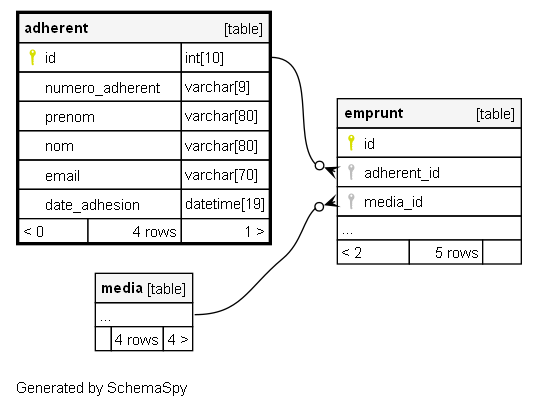 adherent [table]
id int[10]
numero_adherent varchar[9]
prenom varchar[80]
nom varchar[80]
email varchar[70]
date_adhesion datetime[19]
< 0 4 rows 1 >
emprunt [table]
id
adherent_id
media_id
...
< 2 5 rows
media [table]
...
4 rows 4 >
Generated by SchemaSpy